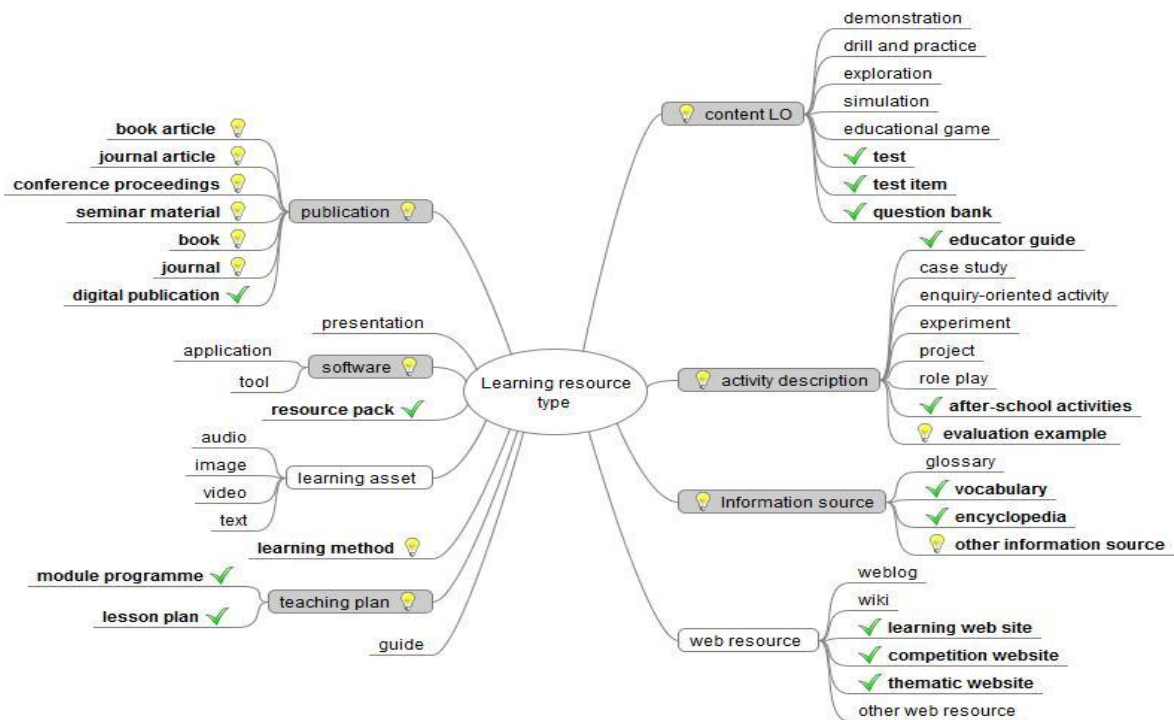 Learning resource
type
publication
book article
journal article
conference proceedings
seminar material
book
journal
digital publication
presentation
software
application
tool
resource pack
learning asset
audio
image
video
text
learning method
teaching plan
module programme
lesson plan
guide
content LO
demonstration
drill and practice
exploration
simulation
educational game
test
test item
question bank
activity description
educator guide
case study
enquiry-oriented activity
experiment
project
role play
after-school activities
evaluation example
Information source
glossary
vocabulary
encyclopedia
other information source
web resource
weblog
wiki
learning web site
competition website
thematic website
other web resource